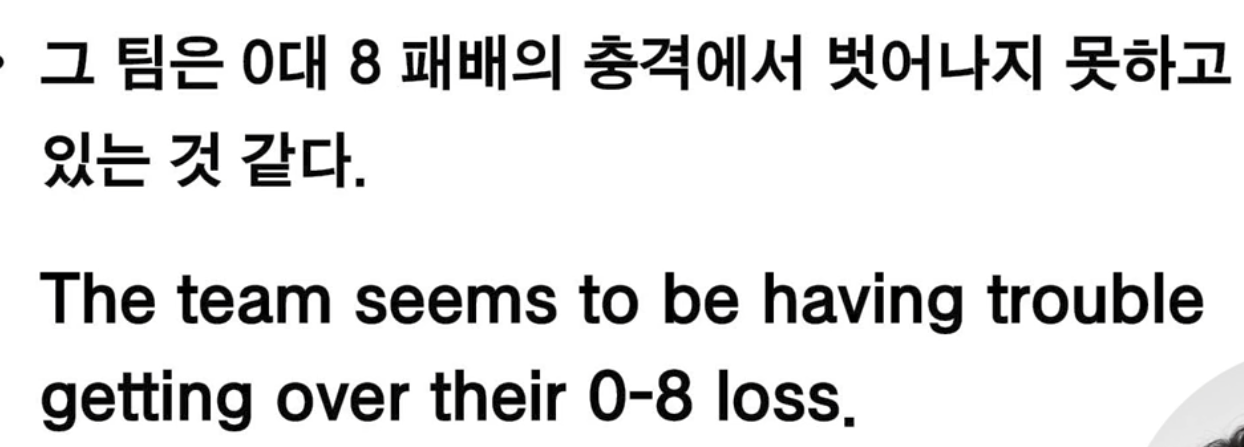 그 팀은 0대 8 패배의 충격에서 벗어나지 못하고
있는 것 같다.
The team seems to be having trouble
getting over their 0-8 loss.